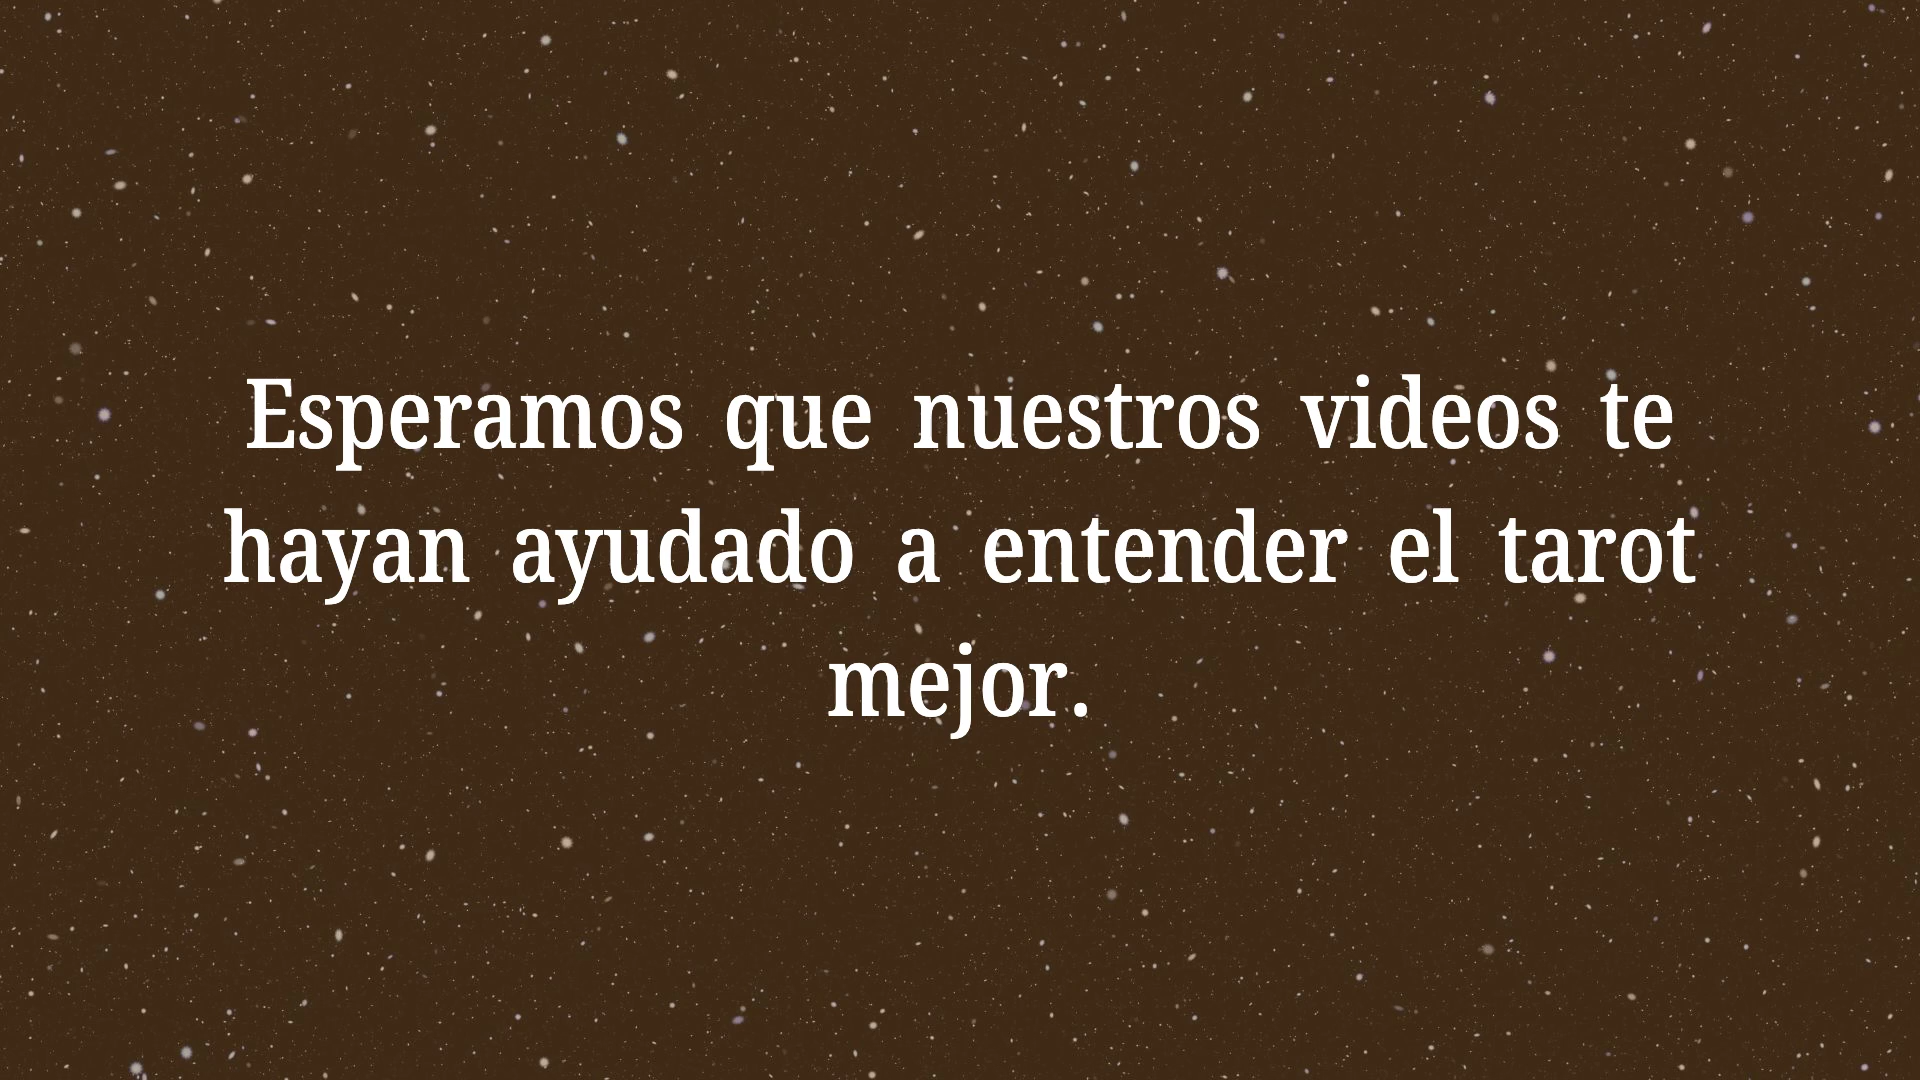 Esperamos que nuestros videos te
hayan ayudado a entender el tarot
mejor.